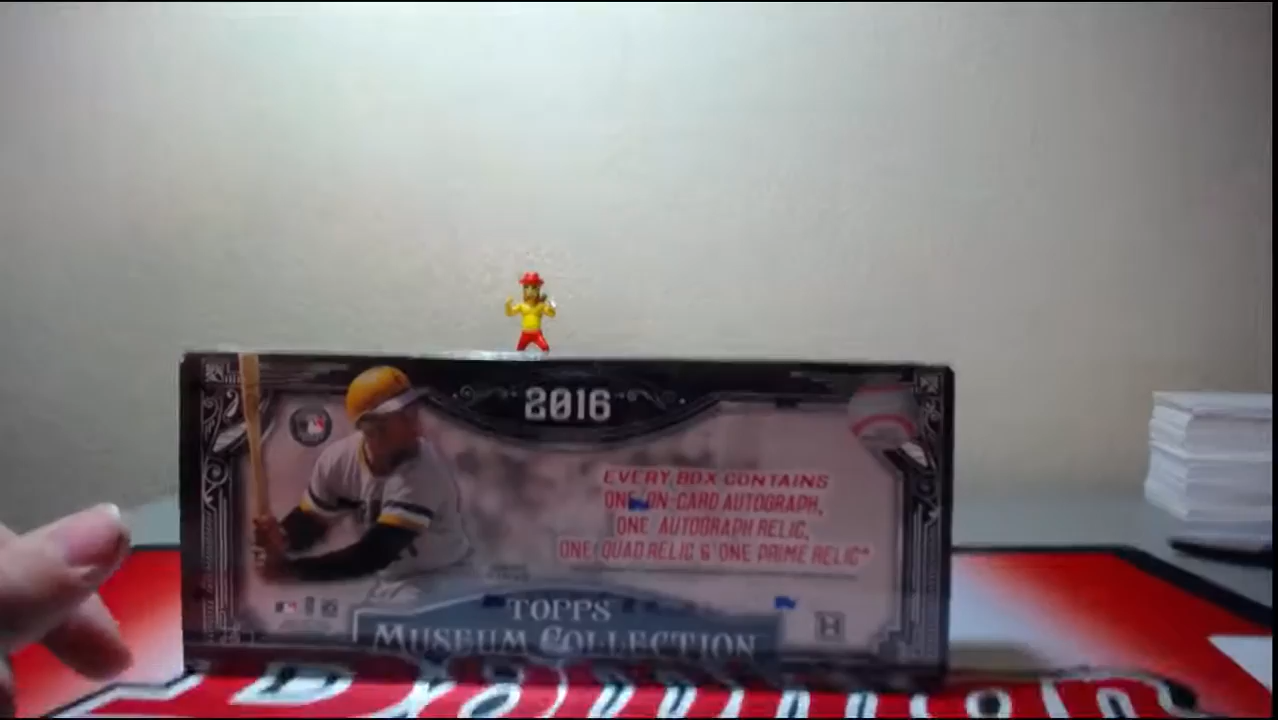 2016
EVERY BOX CONTAINS
ONE ON-CARD AUTOGRAPH,
ONE AUTOGRAPH RELIC,
ONE QUAD RELIC & ONE PRIME RELIC*
TOPPS
MUSEUM COLLECTION
H
Bowman